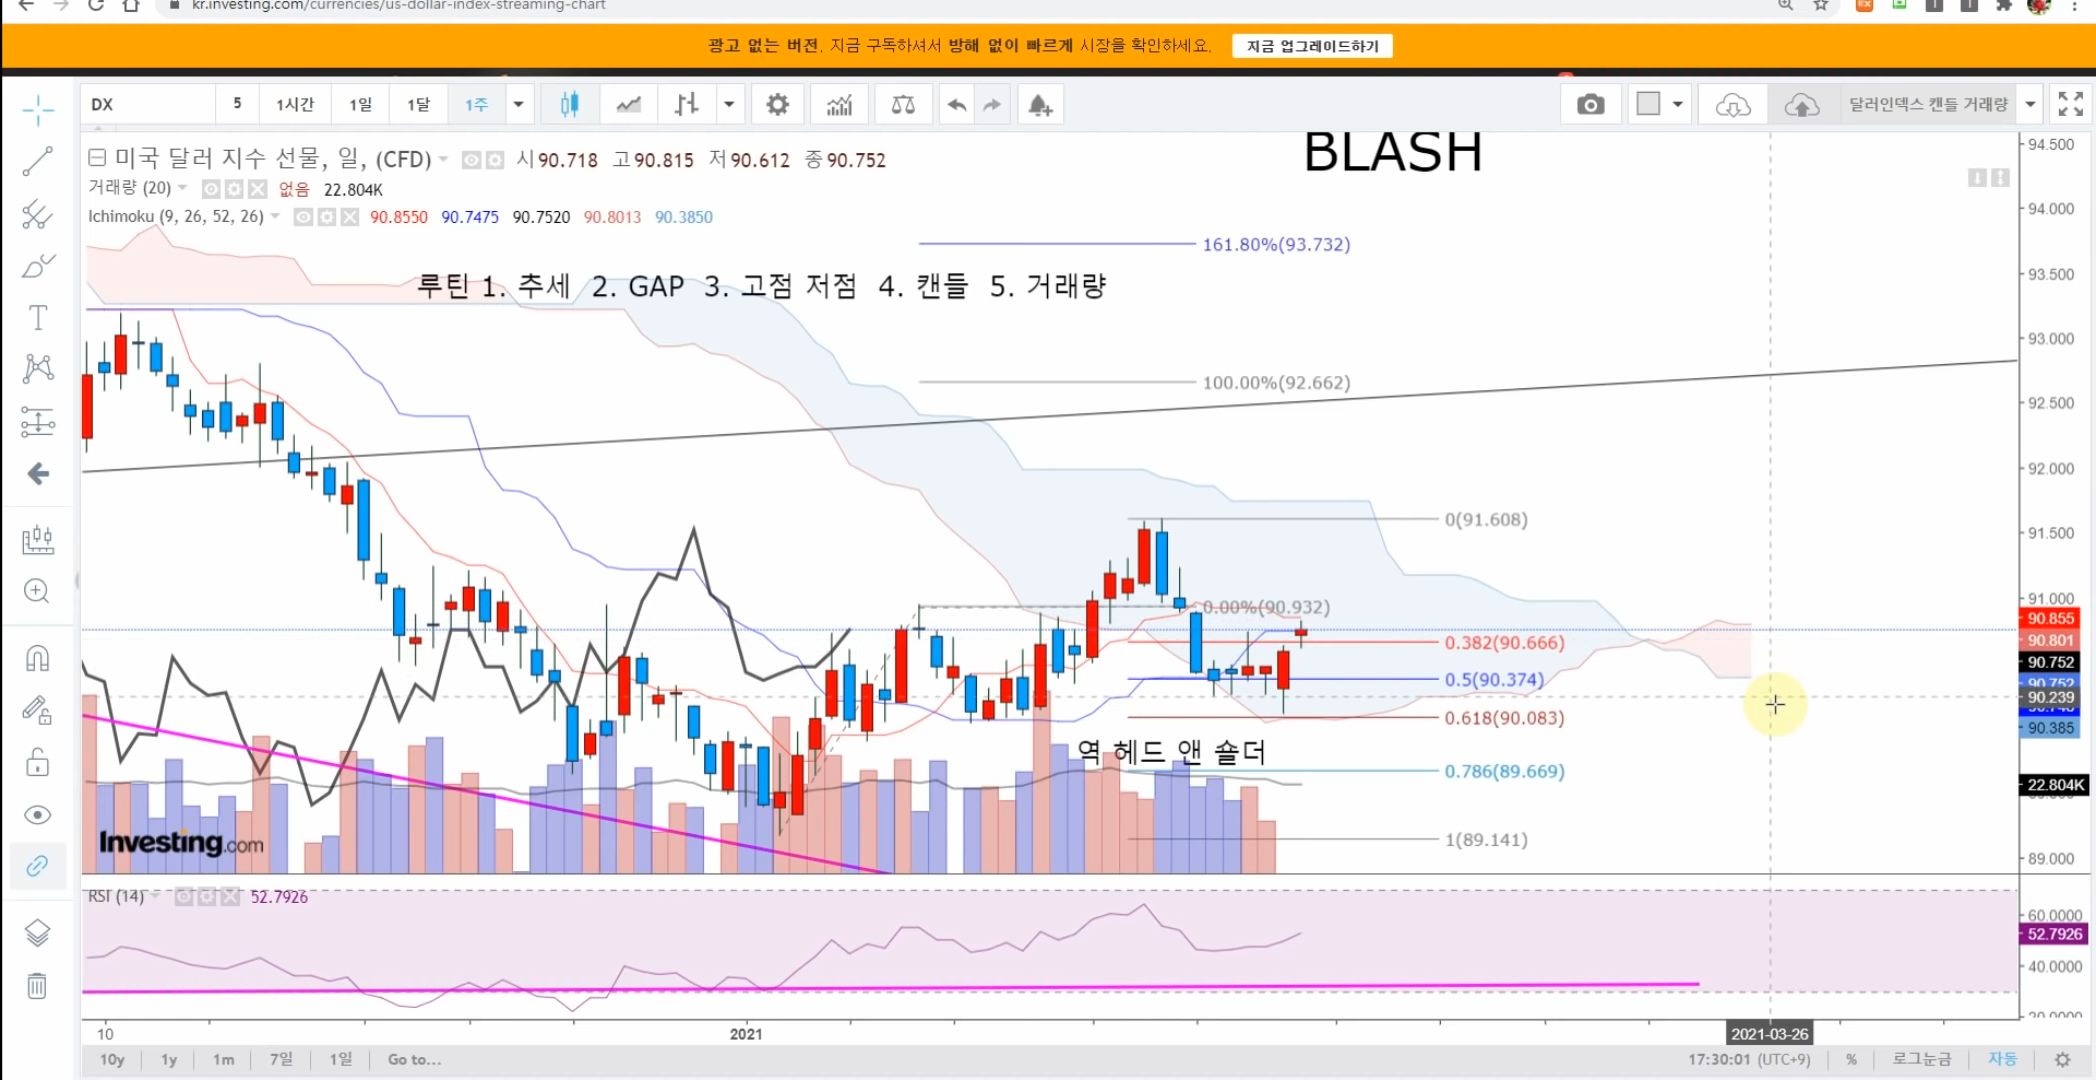 kr.investing.com/currencies/us-dollar-index-streaming-chart
광고 없는 버전. 지금 구독하셔서 방해 없이 빠르게 시장을 확인하세요.
지금 업그레이드하기
DX
5
1시간
1일
1달
1주
달러인덱스 캔들 거래량
BLASH
미국 달러 지수 선물, 일, (CFD)
시90.718 고90.815 저90.612 종90.752
거래량 (20) 없음 22.804K
Ichimoku (9, 26, 52, 26) 90.8550 90.7475 90.7520 90.8013 90.3850
161.80%(93.732)
루틴 1. 추세 2. GAP 3. 고점 저점 4. 캔들 5. 거래량
100.00%(92.662)
0(91.608)
0.00%(90.932)
0.382(90.666)
0.5(90.374)
0.618(90.083)
역 헤드 앤 숄더
0.786(89.669)
1(89.141)
94.500
94.000
93.500
93.000
92.500
92.000
91.500
91.000
90.855
90.801
90.752
90.752
90.239
90.385
22.804K
89.000
Investing.com
RSI (14) 52.7926
60.0000
52.7926
40.0000
20.0000
10
2021
2021-03-26
10y
1y
1m
7일
1일
Go to...
17:30:01 (UTC+9)
%
로그눈금
자동